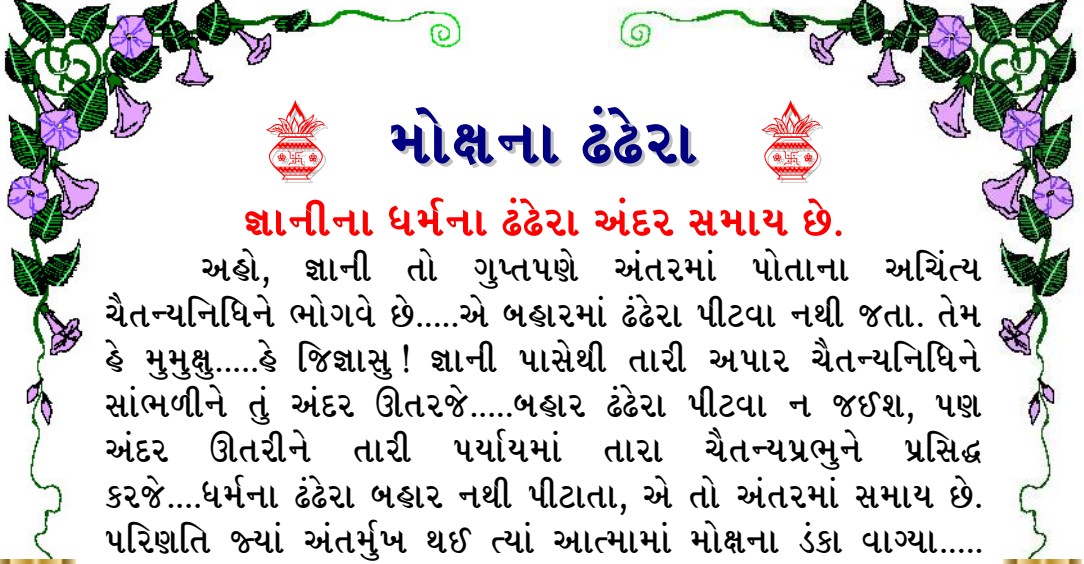 મોક્ષના ઢંઢેરા
જ્ઞાનીના ધર્મના ઢંઢેરા અંદર સમાય છે.
અહો, જ્ઞાની તો ગુપ્તપણે અંતરમાં પોતાના અચિંત્ય
ચૈતન્યનિધિને ભોગવે છે.....એ બહારમાં ઢંઢેરા પીટવા નથી જતા. તેમ
હે મુમુક્ષુ.....હે જિજ્ઞાસુ ! જ્ઞાની પાસેથી તારી અપાર ચૈતન્યનિધિને
સાંભળીને તું અંદર ઊતરજે.....બહાર ઢંઢેરા પીટવા ન જઈશ, પણ
અંદર ઊતરીને તારી પર્યાયમાં તારા ચૈતન્યપ્રભુને પ્રસિદ્ધ
કરજે....ધર્મના ઢંઢેરા બહાર નથી પીટાતા, એ તો અંતરમાં સમાય છે.
પરિણતિ જ્યાં અંતર્મુખ થઈ ત્યાં આત્મામાં મોક્ષના ડંકા વાગ્યા.....